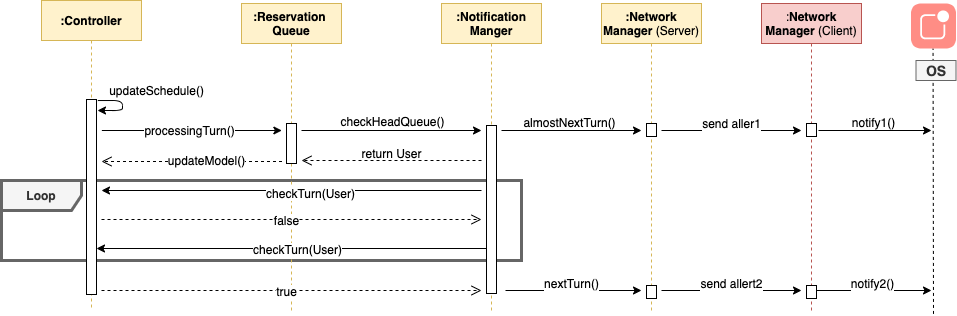 :Controller
:Reservation
Queue
:Notification
Manger
:Network
Manager (Server)
:Network
Manager (Client)
OS
updateSchedule()
processingTurn()
checkHeadQueue()
almostNextTurn()
send aller1
notify1()
updateModel()
return User
Loop
checkTurn(User)
false
checkTurn(User)
true
nextTurn()
send allert2
notify2()